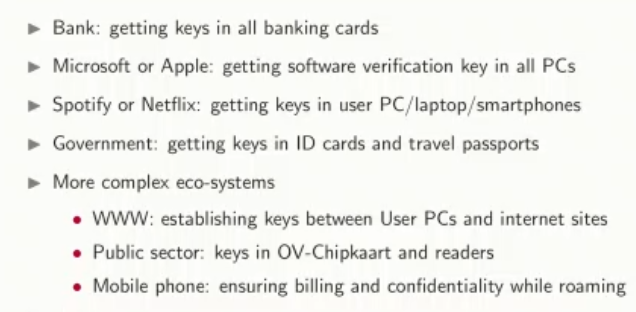 Bank: getting keys in all banking cards
Microsoft or Apple: getting software verification key in all PCs
Spotify or Netflix: getting keys in user PC/laptop/smartphones
Government: getting keys in ID cards and travel passports
More complex eco-systems
WWW: establishing keys between User PCs and internet sites
Public sector: keys in OV-Chipkaart and readers
Mobile phone: ensuring billing and confidentiality while roaming